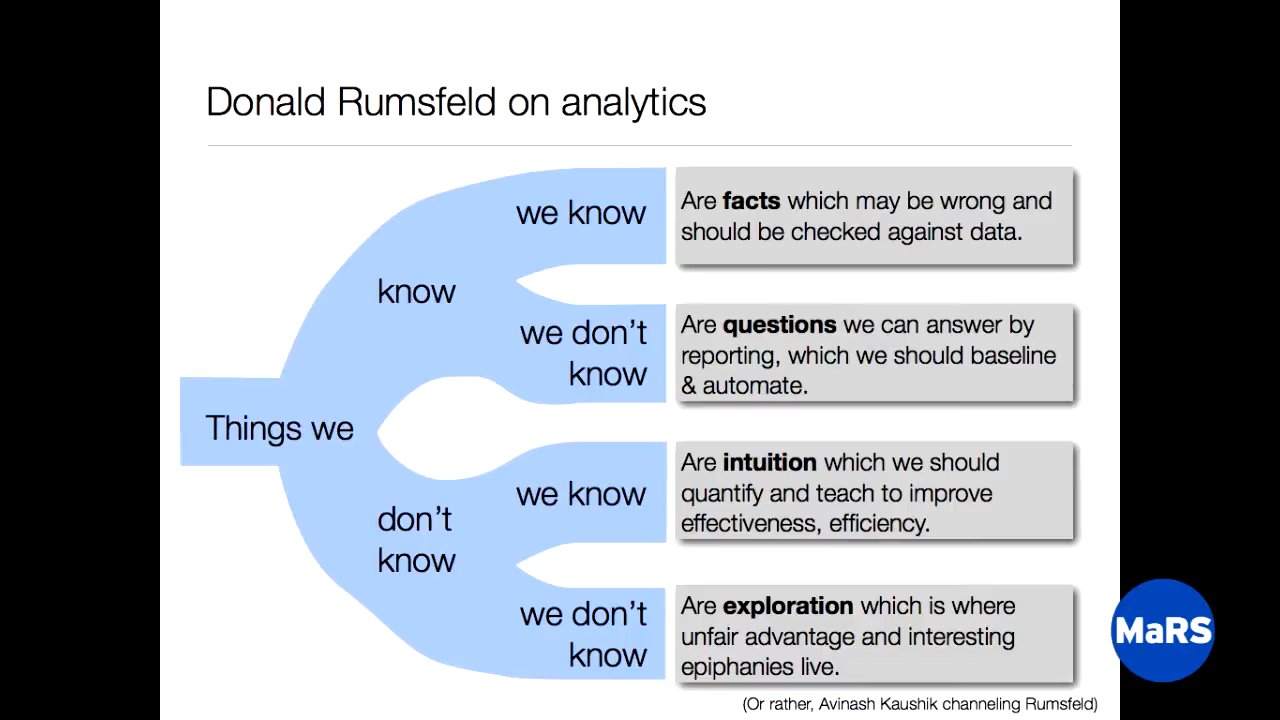 Donald Rumsfeld on analytics
Things we
know
we know
Are facts which may be wrong and
should be checked against data.
we don't
know
Are questions we can answer by
reporting, which we should baseline
& automate.
don't
know
we know
Are intuition which we should
quantify and teach to improve
effectiveness, efficiency.
we don't
know
Are exploration which is where
unfair advantage and interesting
epiphanies live.
MaRS
(Or rather, Avinash Kaushik channeling Rumsfeld)